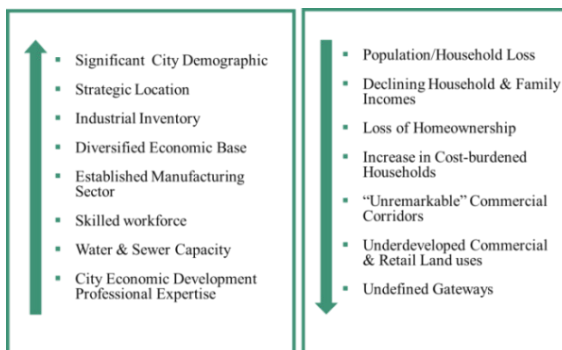 Significant City Demographic
Strategic Location
Industrial Inventory
Diversified Economic Base
Established Manufacturing
Sector
Skilled workforce
Water & Sewer Capacity
City Economic Development
Professional Expertise
Population/Household Loss
Declining Household & Family
Incomes
Loss of Homeownership
Increase in Cost-burdened
Households
“Unremarkable” Commercial
Corridors
Underdeveloped Commercial
& Retail Land uses
Undefined Gateways